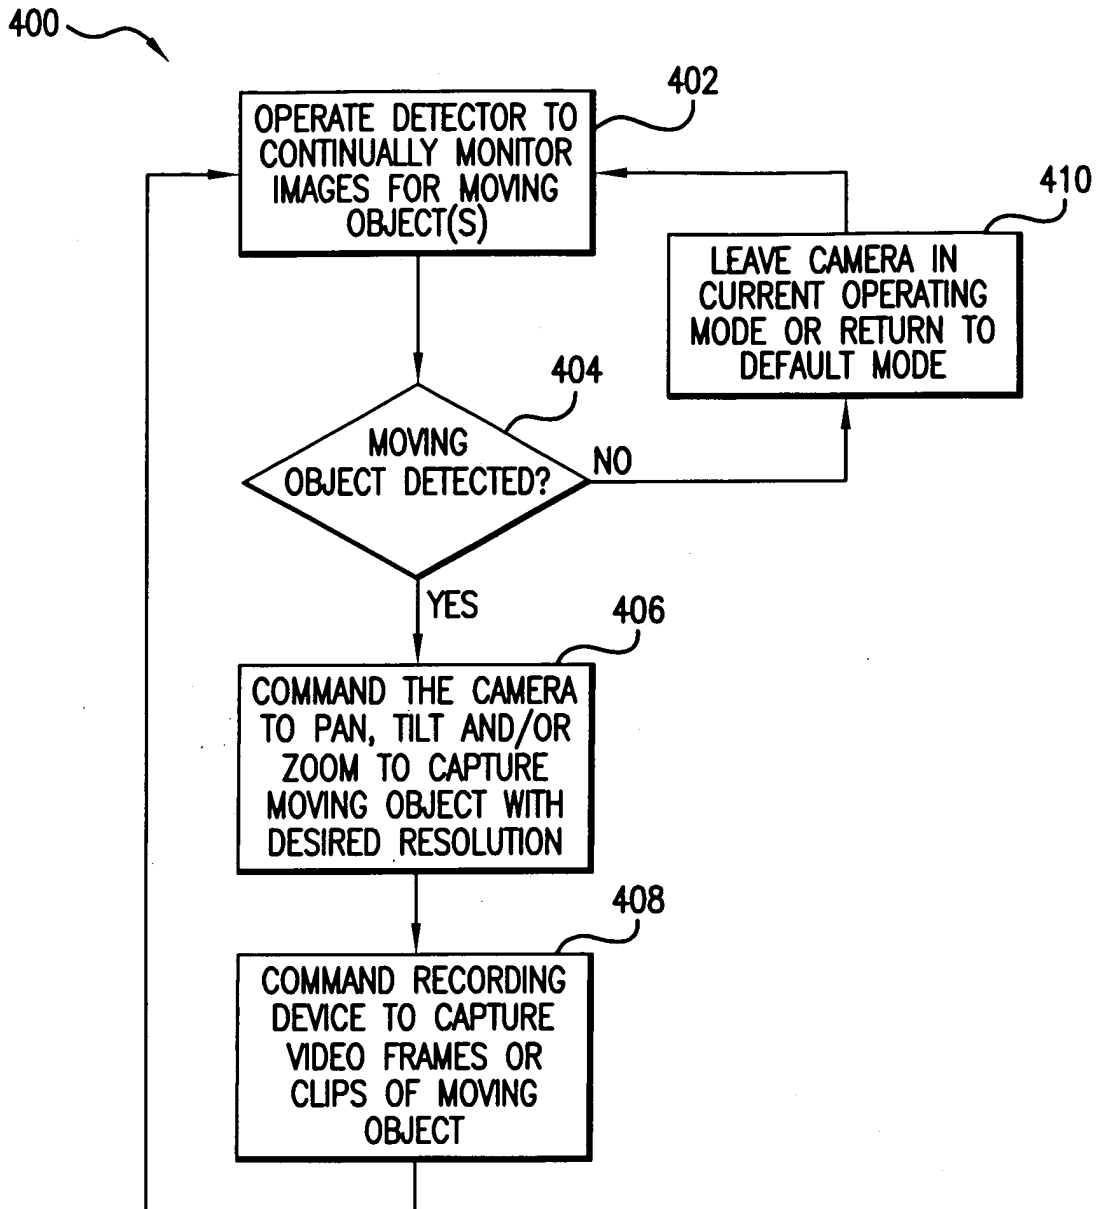 400
402
OPERATE DETECTOR TO
CONTINUALLY MONITOR
IMAGES FOR MOVING
OBJECT(S)
410
LEAVE CAMERA IN
CURRENT OPERATING
MODE OR RETURN TO
DEFAULT MODE
404
MOVING
OBJECT DETECTED?
NO
YES
406
COMMAND THE CAMERA
TO PAN, TILT AND/OR
ZOOM TO CAPTURE
MOVING OBJECT WITH
DESIRED RESOLUTION
408
COMMAND RECORDING
DEVICE TO CAPTURE
VIDEO FRAMES OR
CLIPS OF MOVING
OBJECT